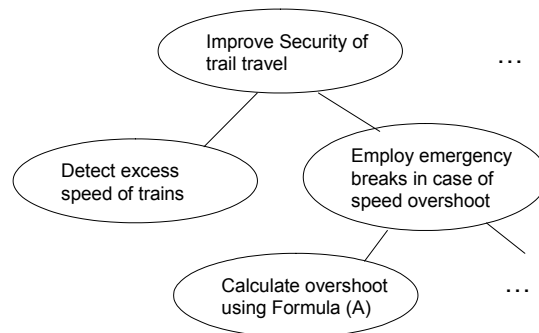 Improve Security of
trail travel
...
Detect excess
speed of trains
Employ emergency
breaks in case of
speed overshoot
Calculate overshoot
using Formula (A)
...